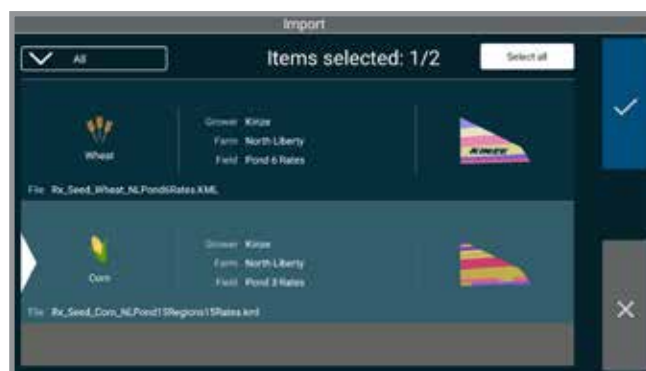 Import
All
Items selected: 1/2
Select all
Wheat
Grower Kinze
Farm North Liberty
Field Pond 6 Rates
KINZE
File Rx_Seed_Wheat_NLPond6Rates.XML
Corn
Grower Kinze
Farm North Liberty
Field Pond 3 Rates
File Rx_Seed_Corn_NLPond15Regions15Rates.xml